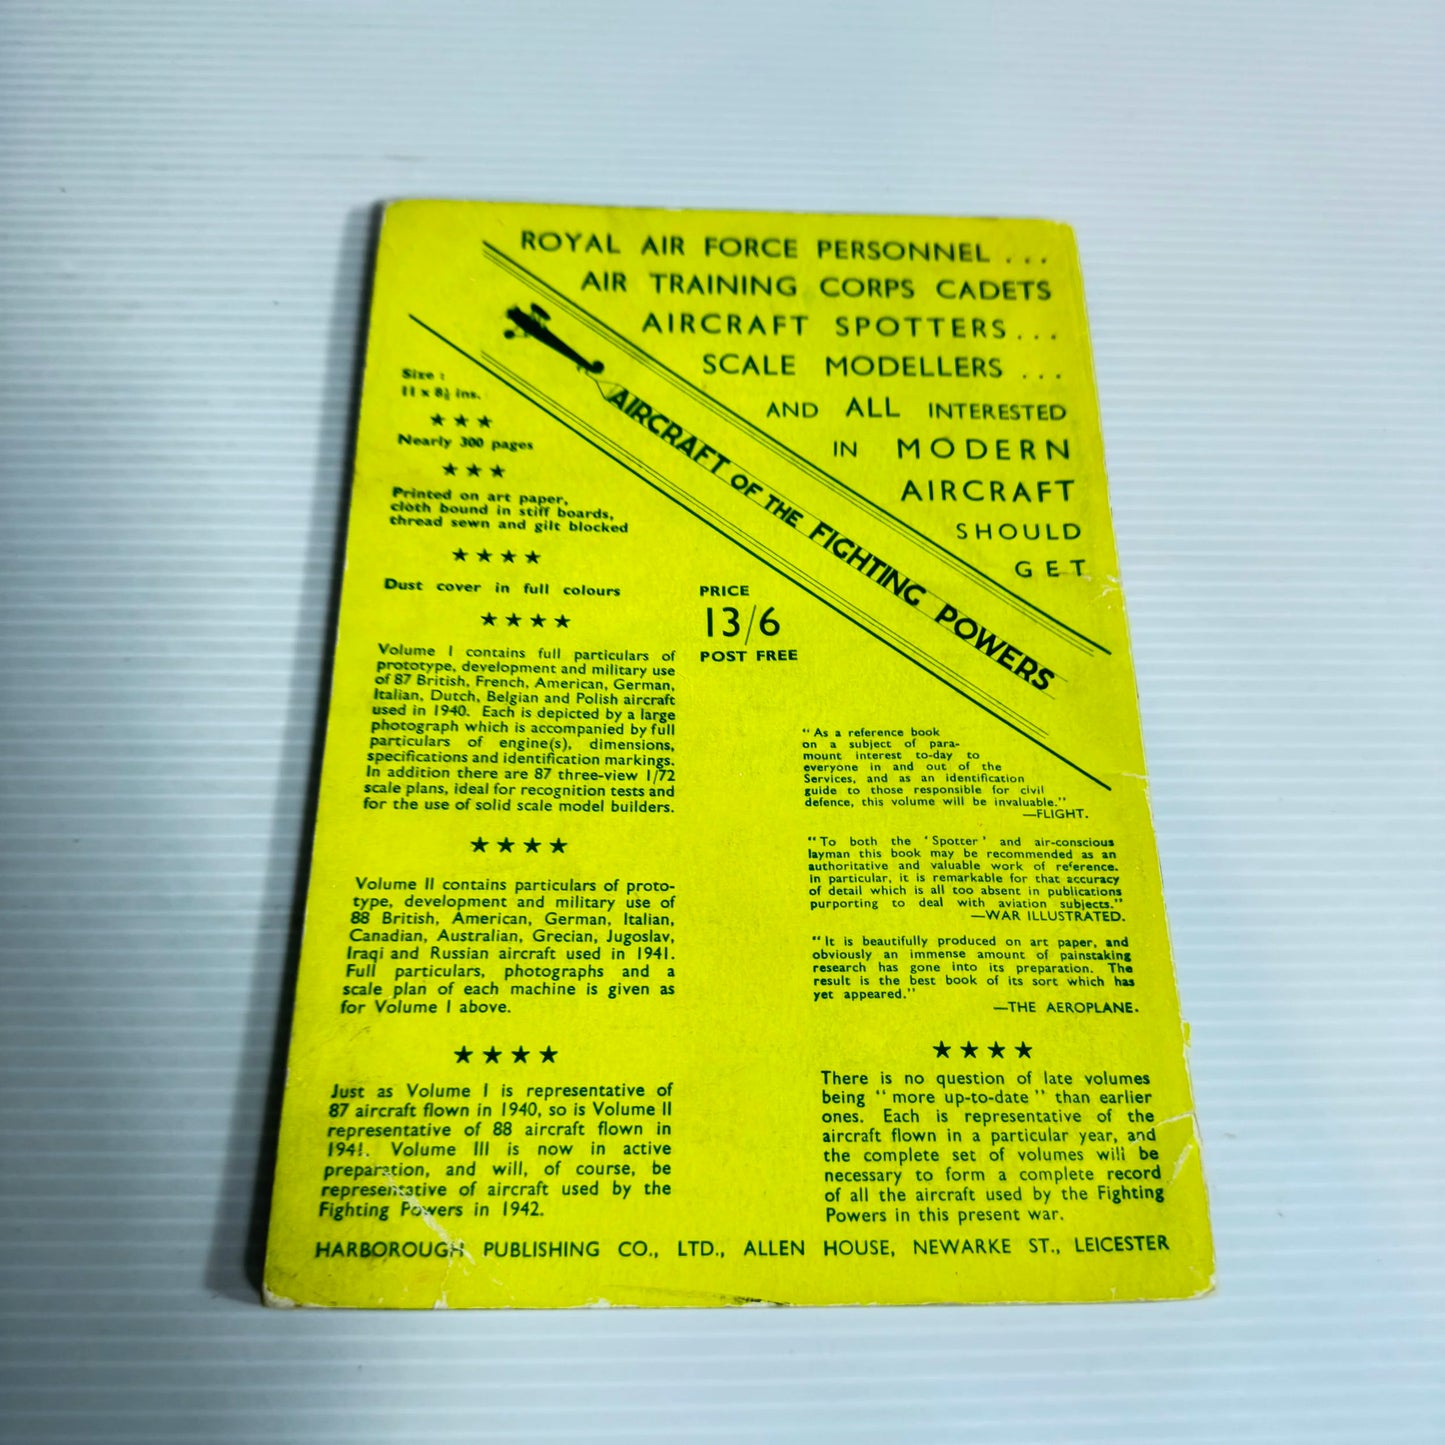 ROYAL AIR FORCE PERSONNEL . . .
AIR TRAINING CORPS CADETS
AIRCRAFT SPOTTERS . . .
SCALE MODELLERS . . .
AND ALL INTERESTED
IN MODERN
AIRCRAFT
SHOULD
GET
AIRCRAFT OF THE FIGHTING POWERS
Size :
11 x 8½ ins.
★ ★ ★
Nearly 300 pages
★ ★ ★
Printed on art paper,
cloth bound in stiff boards,
thread sewn and gilt blocked
★ ★ ★ ★
Dust cover in full colours
★ ★ ★ ★
PRICE
13/6
POST FREE
Volume I contains full particulars of
prototype, development and military use
of 87 British, French, American, German,
Italian, Dutch, Belgian and Polish aircraft
used in 1940. Each is depicted by a large
photograph which is accompanied by full
particulars of engine(s), dimensions,
specifications and identification markings.
In addition there are 87 three-view 1/72
scale plans, ideal for recognition tests and
for the use of solid scale model builders.
★ ★ ★ ★
Volume II contains particulars of proto-
type, development and military use of
88 British, American, German, Italian,
Canadian, Australian, Grecian, Jugoslav,
Iraqi and Russian aircraft used in 1941.
Full particulars, photographs and a
scale plan of each machine is given as
for Volume I above.
★ ★ ★ ★
Just as Volume I is representative of
87 aircraft flown in 1940, so is Volume II
representative of 88 aircraft flown in
1941. Volume III is now in active
preparation, and will, of course, be
representative of aircraft used by the
Fighting Powers in 1942.
" As a reference book
on a subject of para-
mount interest to-day to
everyone in and out of the
Services, and as an identification
guide to those responsible for civil
defence, this volume will be invaluable."
—FLIGHT.
" To both the ' Spotter ' and air-conscious
layman this book may be recommended as an
authoritative and valuable work of reference.
In particular, it is remarkable for that accuracy
of detail which is all too absent in publications
purporting to deal with aviation subjects."
—WAR ILLUSTRATED.
" It is beautifully produced on art paper, and
obviously an immense amount of painstaking
research has gone into its preparation. The
result is the best book of its sort which has
yet appeared."
—THE AEROPLANE.
★ ★ ★ ★
There is no question of late volumes
being " more up-to-date " than earlier
ones. Each is representative of the
aircraft flown in a particular year, and
the complete set of volumes will be
necessary to form a complete record
of all the aircraft used by the Fighting
Powers in this present war.
HARBOROUGH PUBLISHING CO., LTD., ALLEN HOUSE, NEWARKE ST., LEICESTER